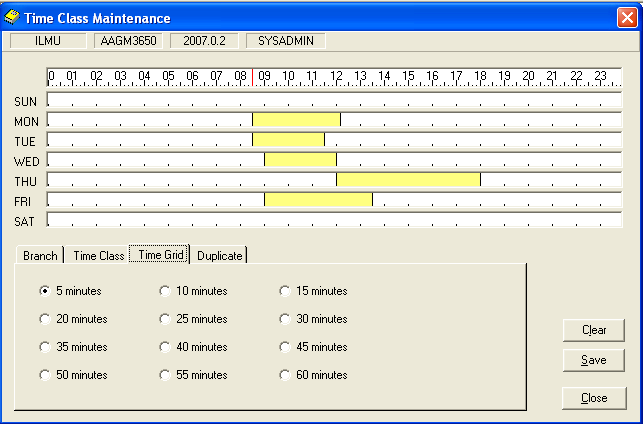 Time Class Maintenance
ILMU AAGM3650 2007.0.2 SYSADMIN
0 01 02 03 04 05 06 07 08 09 10 11 12 13 14 15 16 17 18 19 20 21 22 23
SUN
MON
TUE
WED
THU
FRI
SAT
Branch Time Class Time Grid Duplicate
5 minutes 10 minutes 15 minutes
20 minutes 25 minutes 30 minutes
35 minutes 40 minutes 45 minutes
50 minutes 55 minutes 60 minutes
Clear
Save
Close